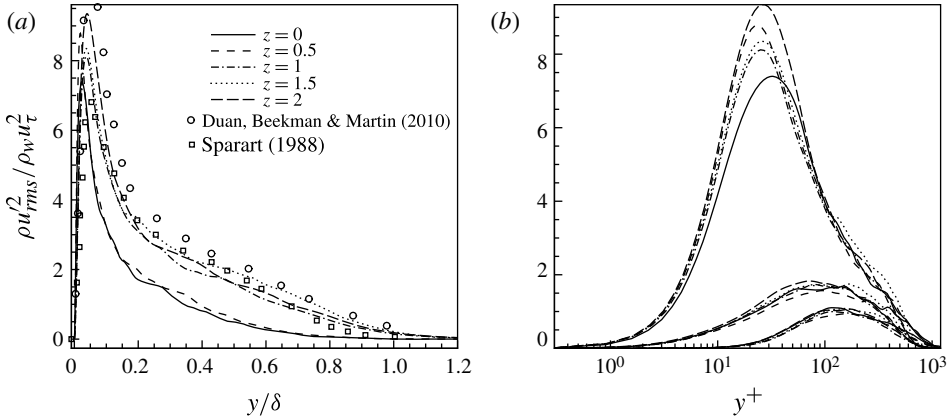 (a)
8
6
4
2
0
ρu′²rms/ρwu²τ
z = 0
z = 0.5
z = 1
z = 1.5
z = 2
Duan, Beekman & Martin (2010)
Sparart (1988)
0
0.2
0.4
0.6
0.8
1.0
1.2
y/δ
(b)
8
6
4
2
0
10⁰
10¹
10²
10³
y⁺